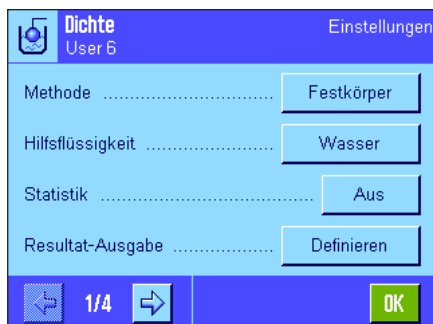 Dichte
Einstellungen
User 6
Methode ................................ Festkörper
Hilfsflüssigkeit ......................... Wasser
Statistik ........................................ Aus
Resultat-Ausgabe ................... Definieren
1/4
OK